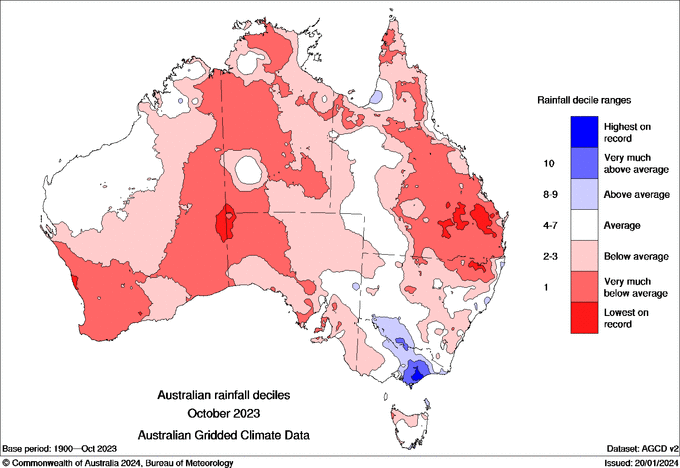 Rainfall decile ranges
Highest on
record
10
Very much
above average
8-9
Above average
4-7
Average
2-3
Below average
1
Very much
below average
Lowest on
record
Australian rainfall deciles
October 2023
Australian Gridded Climate Data
Base period: 1900—Oct 2023
Dataset: AGCD v2
© Commonwealth of Australia 2024, Bureau of Meteorology
Issued: 20/01/2024